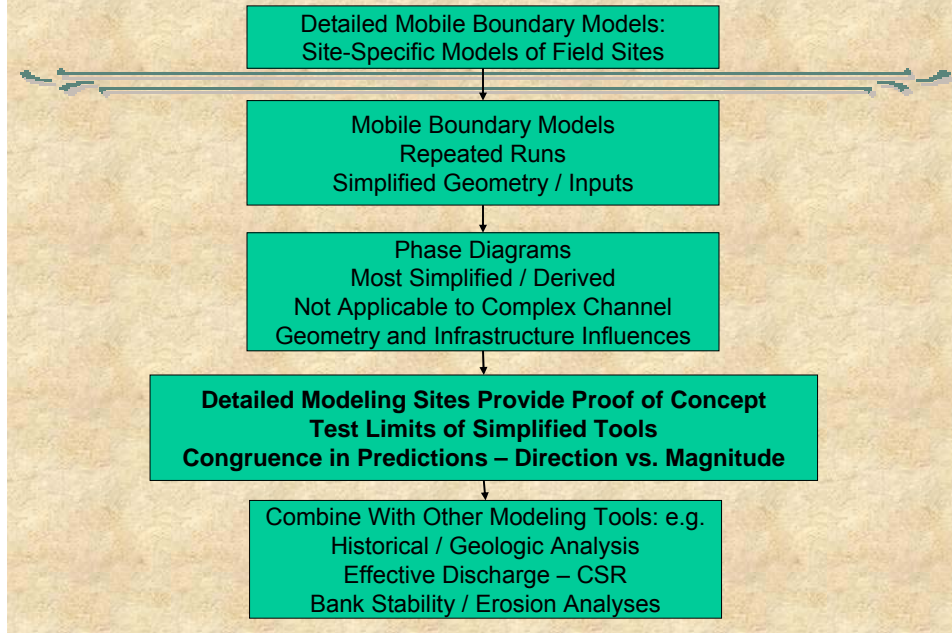 Detailed Mobile Boundary Models:
Site-Specific Models of Field Sites
Mobile Boundary Models
Repeated Runs
Simplified Geometry / Inputs
Phase Diagrams
Most Simplified / Derived
Not Applicable to Complex Channel
Geometry and Infrastructure Influences
Detailed Modeling Sites Provide Proof of Concept
Test Limits of Simplified Tools
Congruence in Predictions – Direction vs. Magnitude
Combine With Other Modeling Tools: e.g.
Historical / Geologic Analysis
Effective Discharge – CSR
Bank Stability / Erosion Analyses